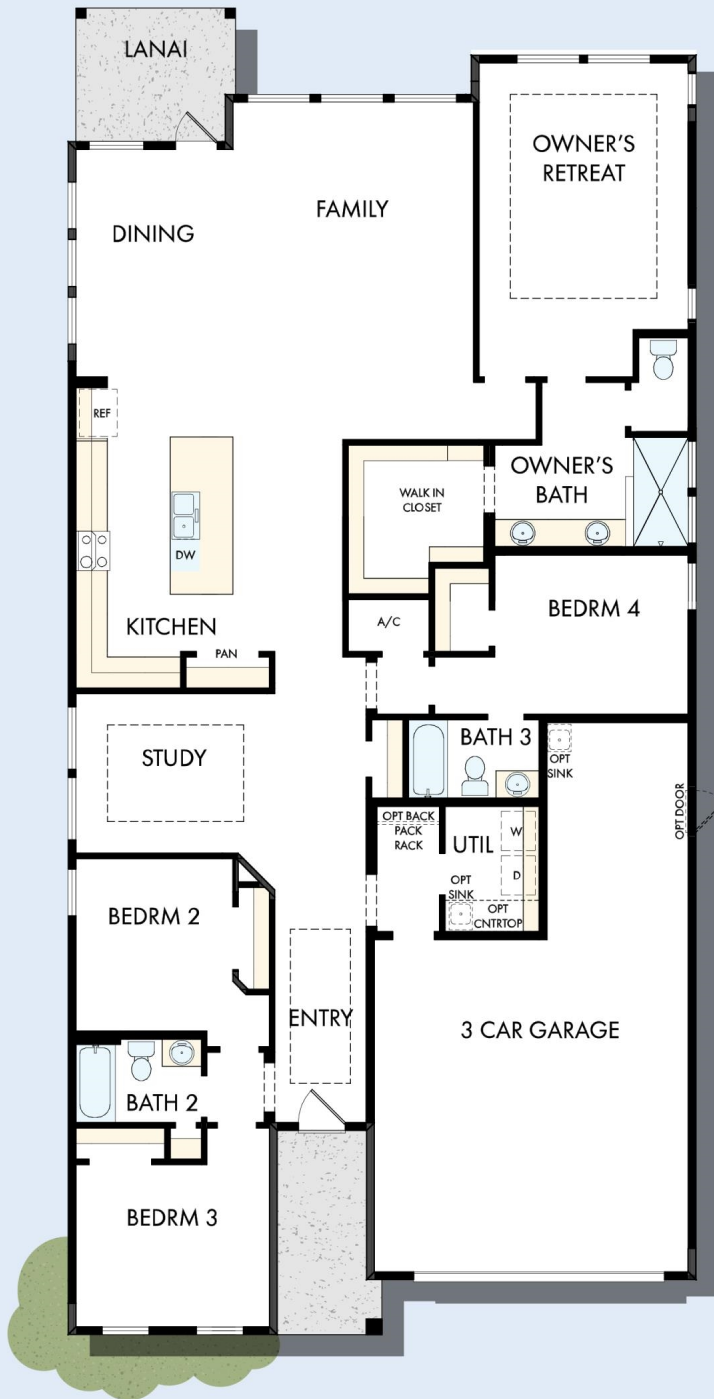 LANAI
OWNER'S
RETREAT
FAMILY
DINING
REF
OWNER'S
BATH
WALK IN
CLOSET
DW
KITCHEN
PAN
A/C
BEDRM 4
STUDY
BATH 3
OPT
SINK
OPT DOOR
OPT BACK
PACK
RACK
UTIL
W
D
OPT
SINK
OPT
CNTRTOP
BEDRM 2
ENTRY
3 CAR GARAGE
BATH 2
BEDRM 3